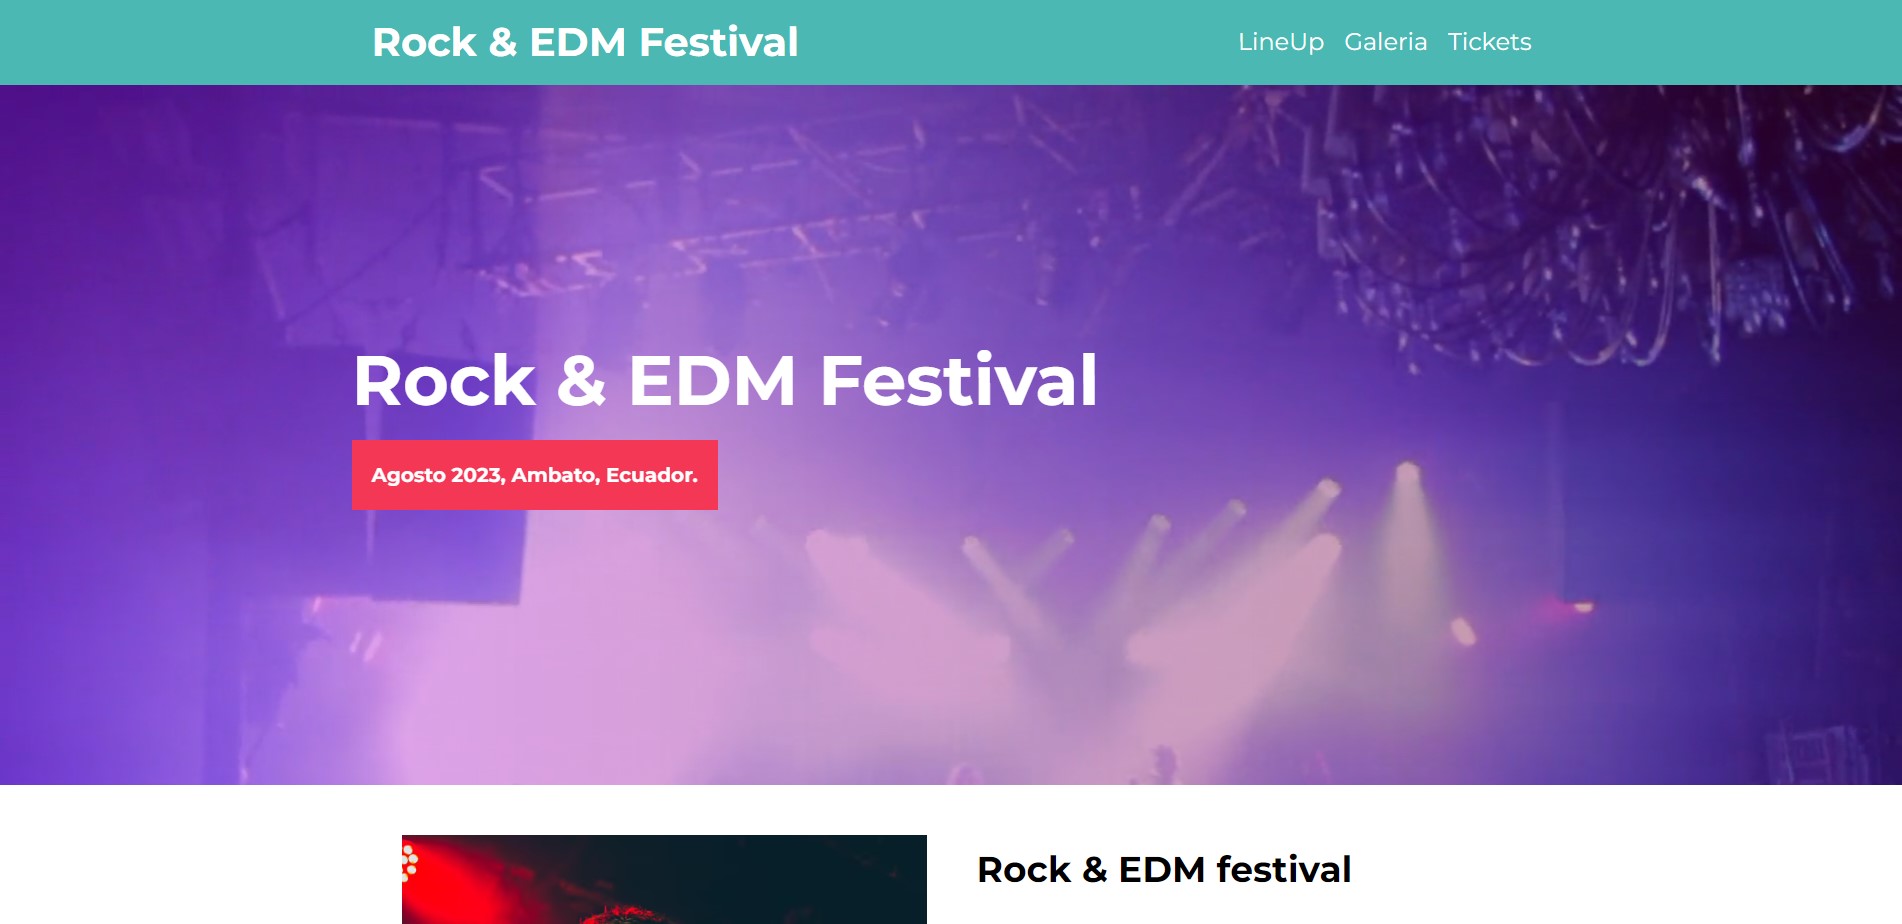 Rock & EDM Festival
LineUp Galeria Tickets
Rock & EDM Festival
Agosto 2023, Ambato, Ecuador.
Rock & EDM festival